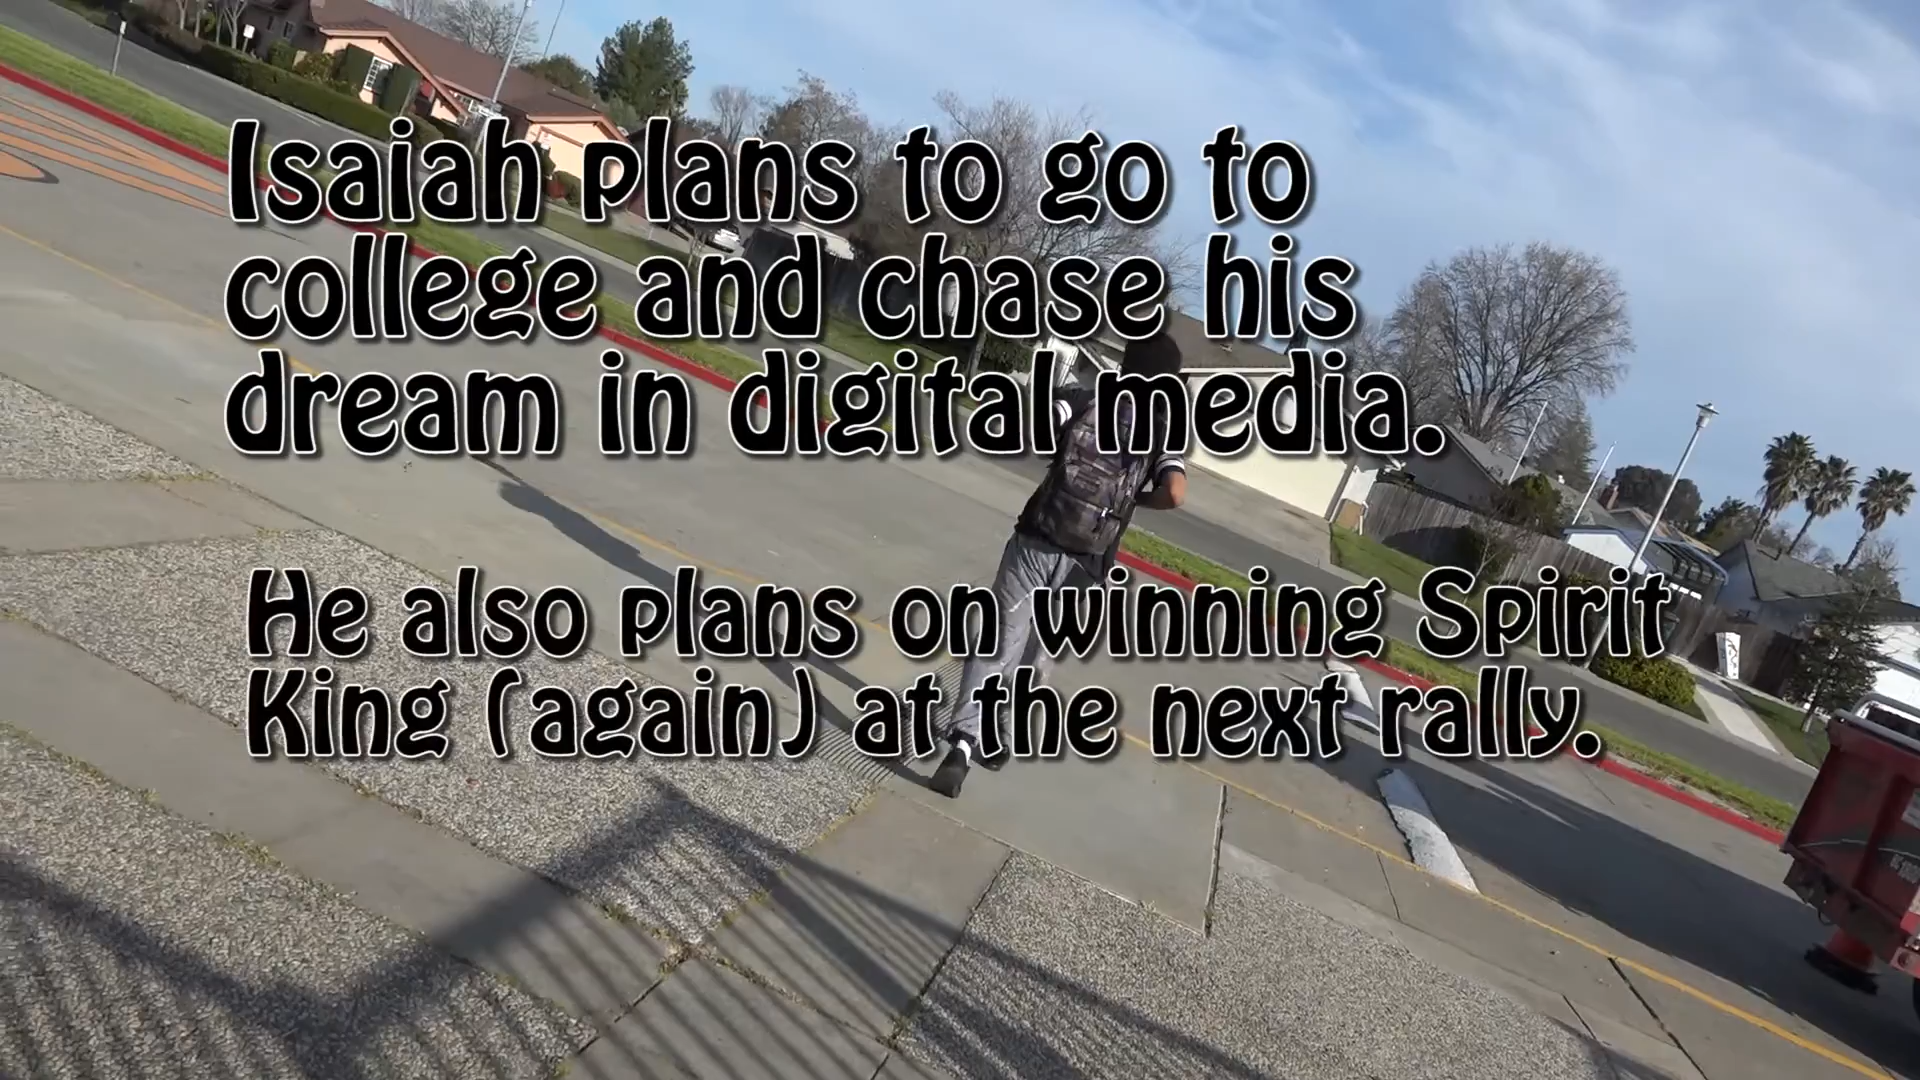 Isaiah plans to go to
college and chase his
dream in digital media.
He also plans on winning Spirit
King (again) at the next rally.